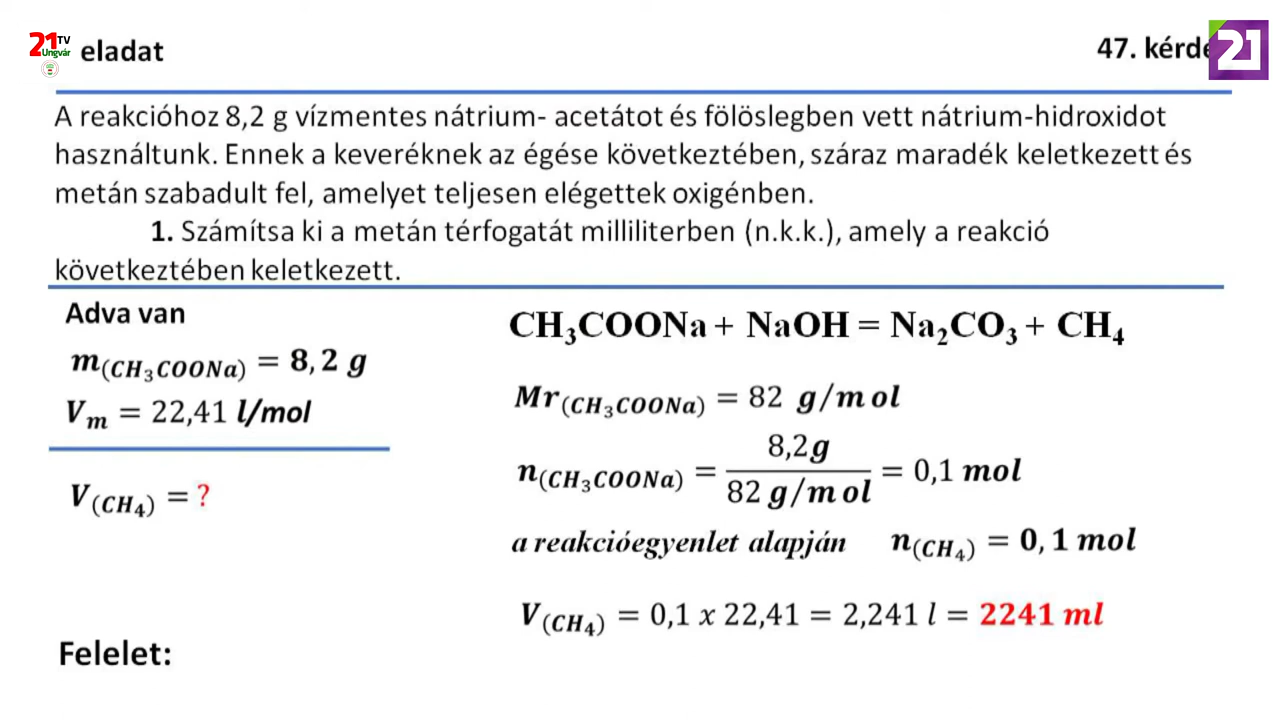 21 TV Ungvár
eladat
47. kérdé
21
A reakcióhoz 8,2 g vízmentes nátrium- acetátot és fölöslegben vett nátrium-hidroxidot
használtunk. Ennek a keveréknek az égése következtében, száraz maradék keletkezett és
metán szabadult fel, amelyet teljesen elégettek oxigénben.
1. Számítsa ki a metán térfogatát milliliterben (n.k.k.), amely a reakció
következtében keletkezett.
Adva van
m(CH₃COONa) = 8,2 g
Vₘ = 22,41 l/mol
V(CH₄) = ?
CH₃COONa + NaOH = Na₂CO₃ + CH₄
Mr(CH₃COONa) = 82 g/mol
n(CH₃COONa) = 8,2g / 82 g/mol = 0,1 mol
a reakcióegyenlet alapján n(CH₄) = 0,1 mol
V(CH₄) = 0,1 x 22,41 = 2,241 l = 2241 ml
Felelet: